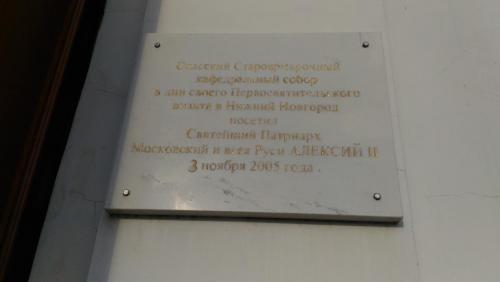 Спасский Староярмарочный
кафедральный собор
в дни своего Первосвятительского
визита в Нижний Новгород
посетил
Святейший Патриарх
Московский и всея Руси АЛЕКСИЙ II
3 ноября 2005 года .